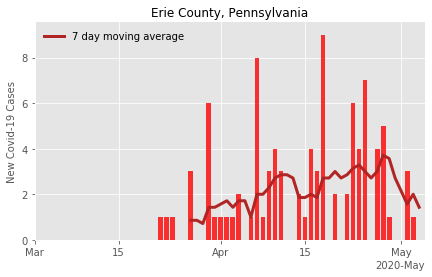 Erie County, Pennsylvania
7 day moving average
New Covid-19 Cases
8
6
4
2
0
Mar 15 Apr 15 May
2020-May